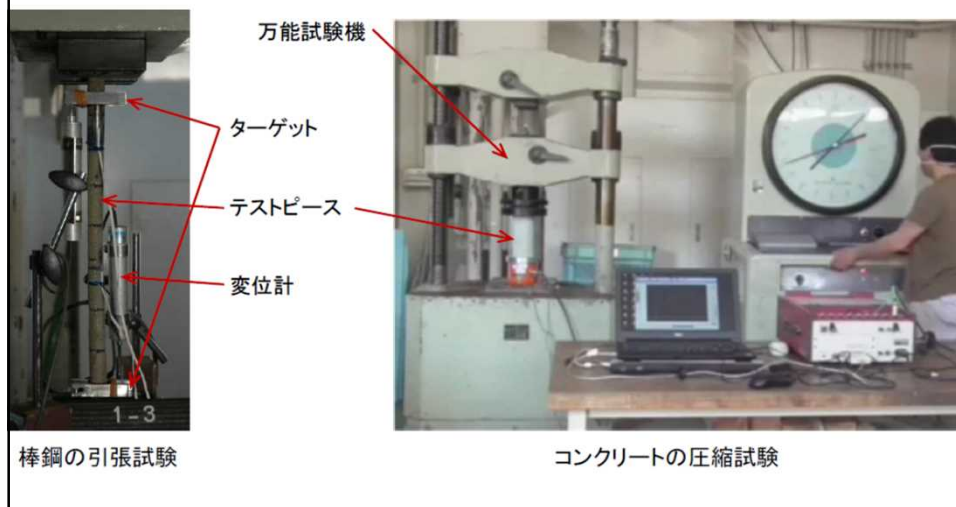 万能試験機
ターゲット
テストピース
変位計
1-3
棒鋼の引張試験
コンクリートの圧縮試験